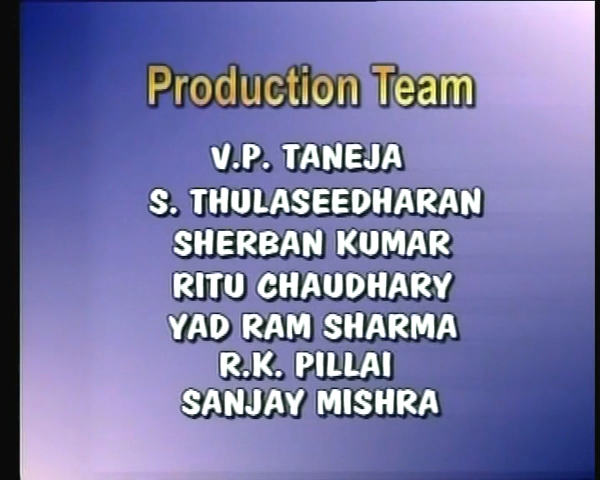 Production Team
V.P. TANEJA
S. THULASEEDHARAN
SHERBAN KUMAR
RITU CHAUDHARY
YAD RAM SHARMA
R.K. PILLAI
SANJAY MISHRA